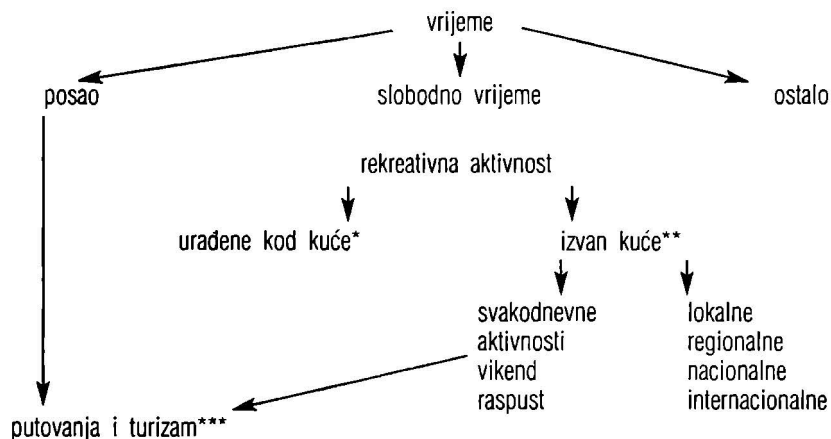 vrijeme
posao slobodno vrijeme ostalo
rekreativna aktivnost
urađene kod kuće* izvan kuće**
svakodnevne lokalne
aktivnosti regionalne
vikend nacionalne
raspust internacionalne
putovanja i turizam***